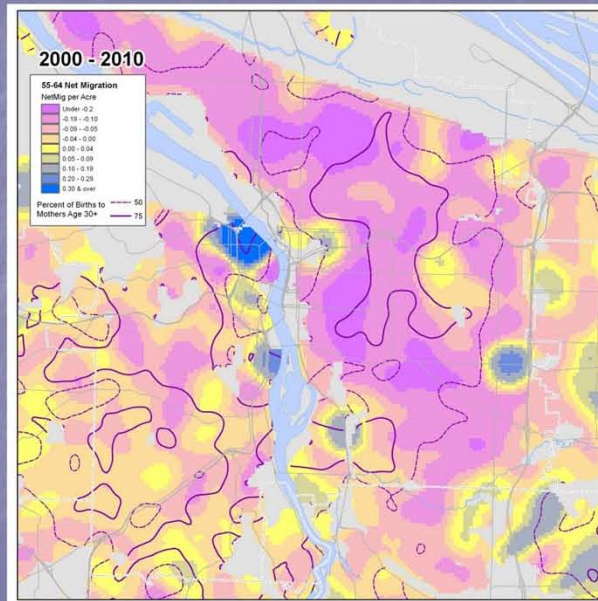 2000 - 2010
55-64 Net Migration
NetMig per Acre
Under -0.2
-0.19 - -0.10
-0.09 - -0.05
-0.04 - 0.00
0.00 - 0.04
0.05 - 0.09
0.10 - 0.19
0.20 - 0.29
0.30 & over
Percent of Births to
Mothers Age 30+
50
75